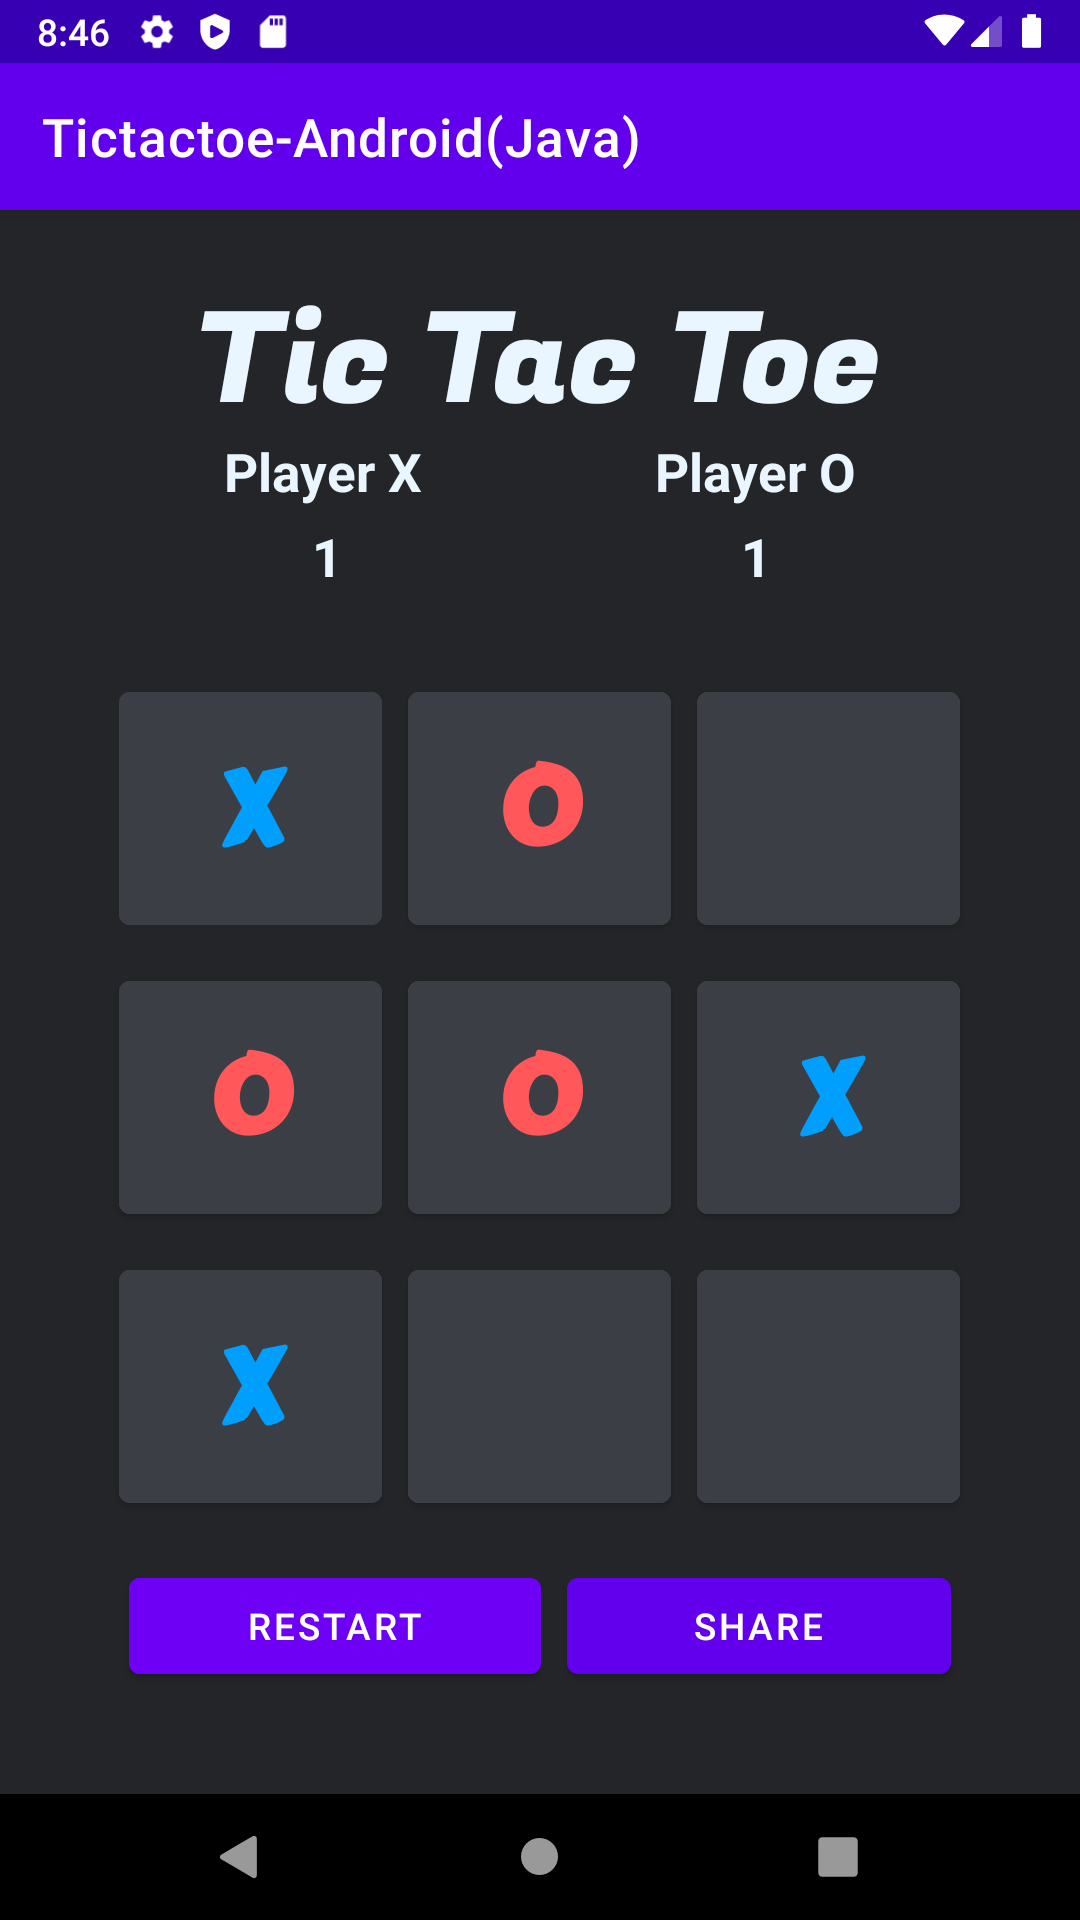 8:46
Tictactoe-Android(Java)
Tic Tac Toe
Player X Player O
1 1
X O
O O X
X
RESTART SHARE